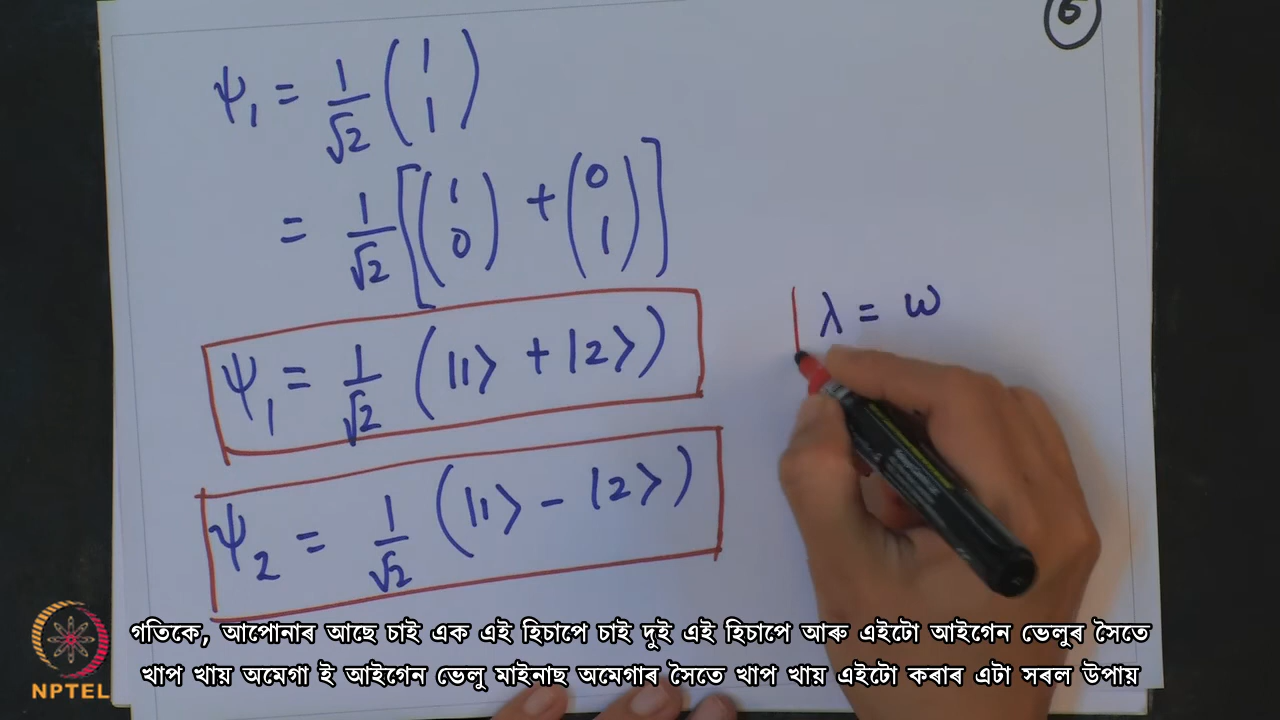 6
ψ₁ = 1/√2 (1 1)
= 1/√2 [(1 0) + (0 1)]
ψ₁ = 1/√2 (|1⟩ + |2⟩)
λ = ω
ψ₂ = 1/√2 (|1⟩ - |2⟩)
গতিকে, আপোনাৰ আছে চাই এক এই হিচাপে চাই দুই এই হিচাপে আৰু এইটো আইগেন ভেলুৰ সৈতে
খাপ খায় অমেগা ই আইগেন ভেলু মাইনাছ অমেগাৰ সৈতে খাপ খায় এইটো কৰাৰ এটা সৰল উপায়
NPTEL